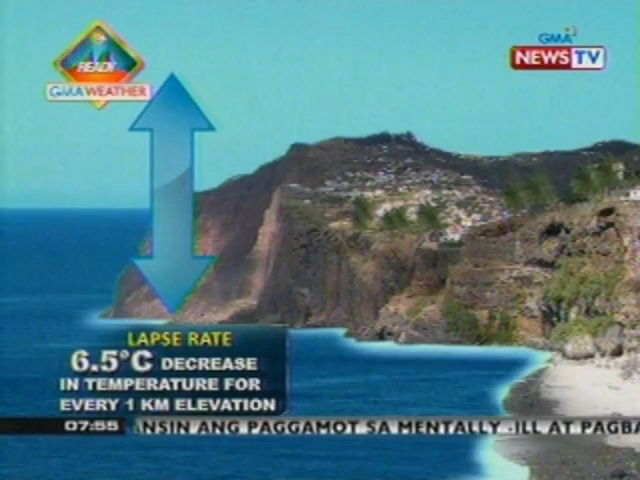 READY
GMA WEATHER
GMA
NEWS TV
LAPSE RATE
6.5°C DECREASE
IN TEMPERATURE FOR
EVERY 1 KM ELEVATION
07:55
ANSIN ANG PAGGAMOT SA MENTALLY-ILL AT PAGBA